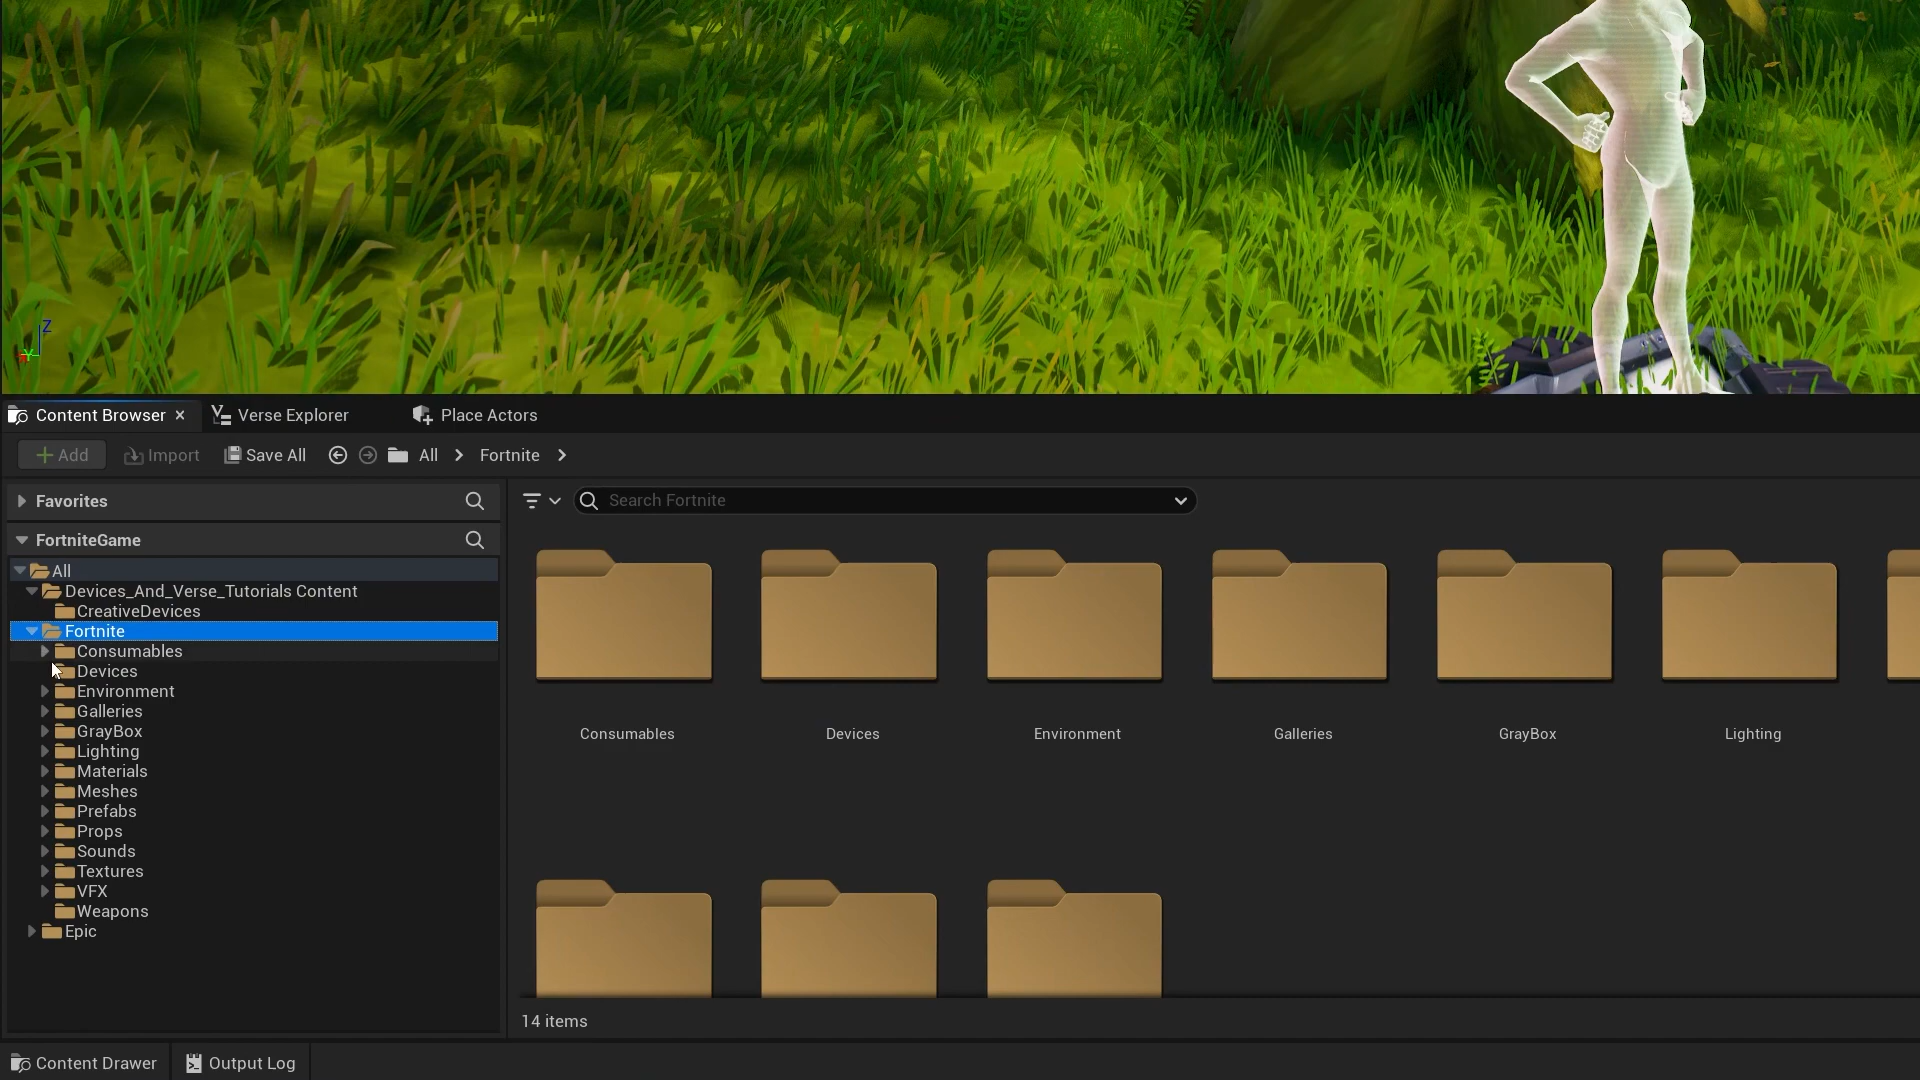 Z
Y
Content Browser
Verse Explorer
Place Actors
Add
Import
Save All
All
Fortnite
Favorites
Search Fortnite
FortniteGame
All
Devices_And_Verse_Tutorials Content
CreativeDevices
Fortnite
Consumables
Devices
Environment
Galleries
GrayBox
Lighting
Materials
Meshes
Prefabs
Props
Sounds
Textures
VFX
Weapons
Epic
Consumables
Devices
Environment
Galleries
GrayBox
Lighting
14 items
Content Drawer
Output Log